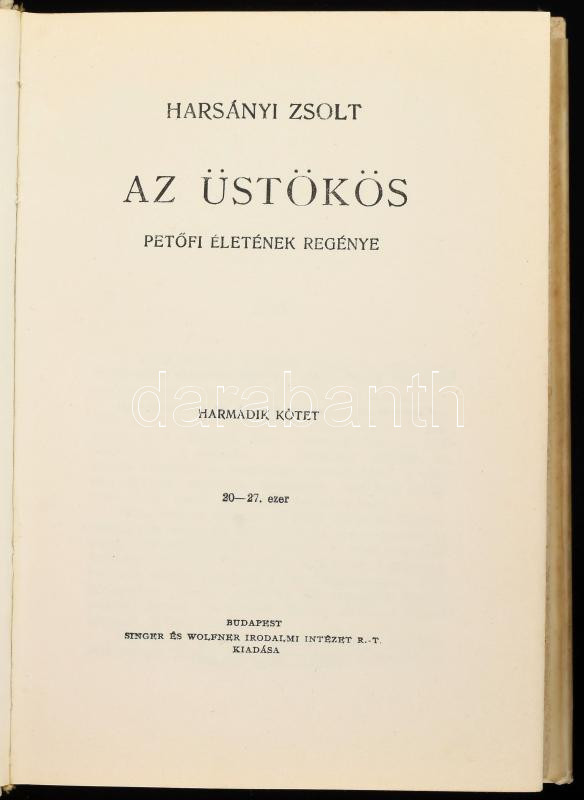 HARSÁNYI ZSOLT
AZ ÜSTÖKÖS
PETŐFI ÉLETÉNEK REGÉNYE
darabanth
HARMADIK KÖTET
20—27. ezer
BUDAPEST
SINGER ÉS WOLFNER IRODALMI INTÉZET R.-T.
KIADÁSA